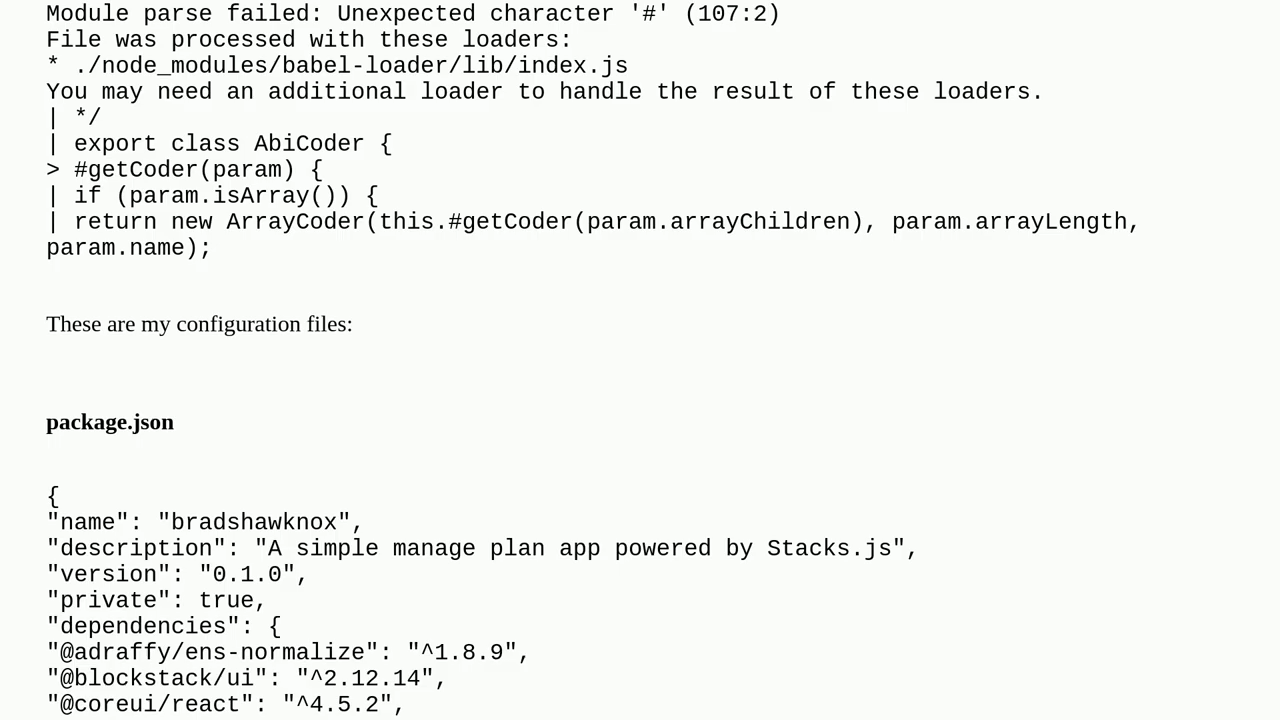 Module parse failed: Unexpected character '#' (107:2)
File was processed with these loaders:
* ./node_modules/babel-loader/lib/index.js
You may need an additional loader to handle the result of these loaders.
| */
| export class AbiCoder {
> #getCoder(param) {
| if (param.isArray()) {
| return new ArrayCoder(this.#getCoder(param.arrayChildren), param.arrayLength,
param.name);
These are my configuration files:
package.json
{
"name": "bradshawknox",
"description": "A simple manage plan app powered by Stacks.js",
"version": "0.1.0",
"private": true,
"dependencies": {
"@adraffy/ens-normalize": "^1.8.9",
"@blockstack/ui": "^2.12.14",
"@coreui/react": "^4.5.2",